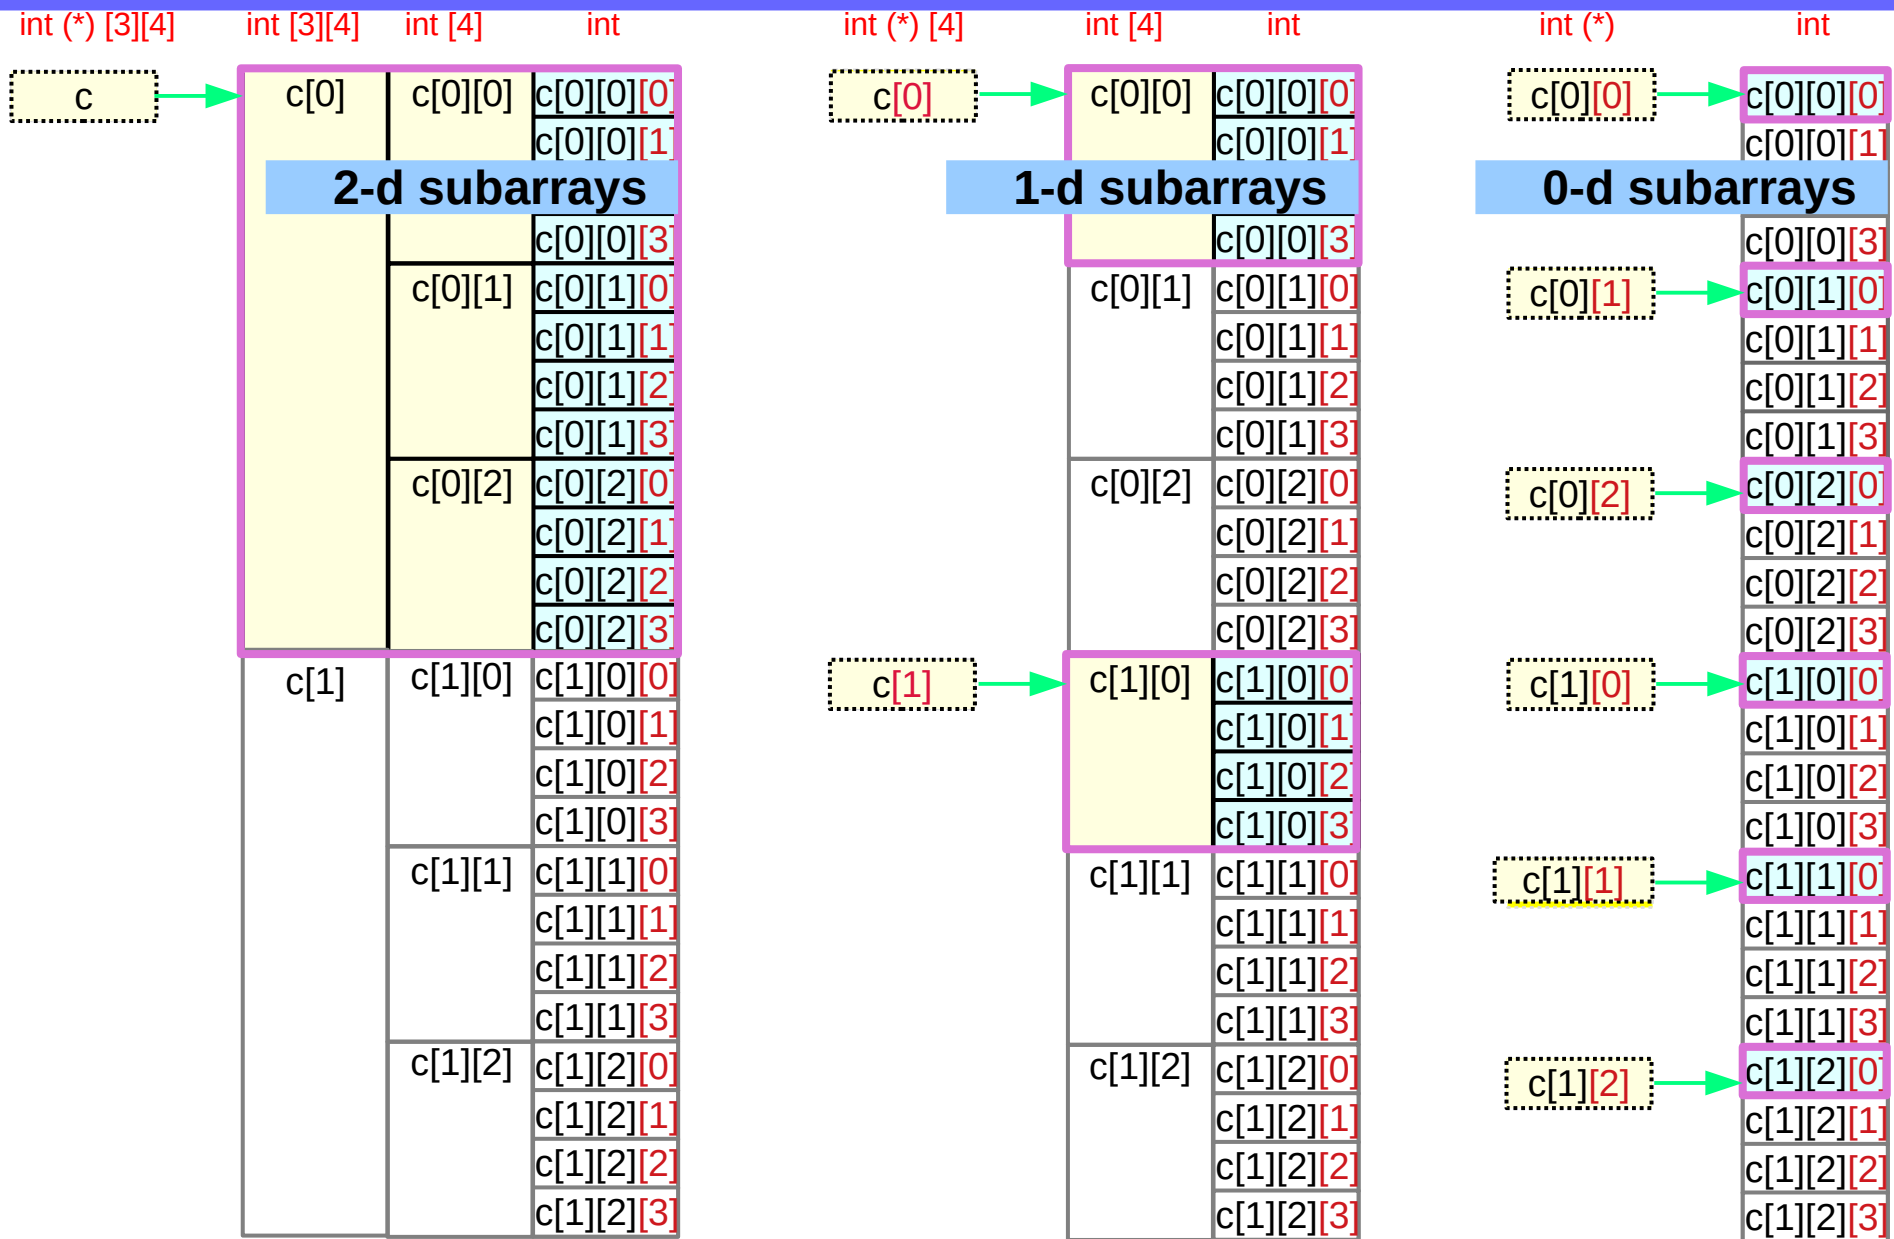 int (*) [3][4] int [3][4] int [4] int
c c[0] c[0][0] c[0][0][0]
c[0][0][1]
2-d subarrays
c[0][0][3]
c[0][1] c[0][1][0]
c[0][1][1]
c[0][1][2]
c[0][1][3]
c[0][2] c[0][2][0]
c[0][2][1]
c[0][2][2]
c[0][2][3]
c[1] c[1][0] c[1][0][0]
c[1][0][1]
c[1][0][2]
c[1][0][3]
c[1][1] c[1][1][0]
c[1][1][1]
c[1][1][2]
c[1][1][3]
c[1][2] c[1][2][0]
c[1][2][1]
c[1][2][2]
c[1][2][3]
int (*) [4] int [4] int
c[0] c[0][0] c[0][0][0]
c[0][0][1]
1-d subarrays
c[0][0][3]
c[0][1] c[0][1][0]
c[0][1][1]
c[0][1][2]
c[0][1][3]
c[0][2] c[0][2][0]
c[0][2][1]
c[0][2][2]
c[0][2][3]
c[1] c[1][0] c[1][0][0]
c[1][0][1]
c[1][0][2]
c[1][0][3]
c[1][1] c[1][1][0]
c[1][1][1]
c[1][1][2]
c[1][1][3]
c[1][2] c[1][2][0]
c[1][2][1]
c[1][2][2]
c[1][2][3]
int (*) int
c[0][0] c[0][0][0]
c[0][0][1]
0-d subarrays
c[0][0][3]
c[0][1] c[0][1][0]
c[0][1][1]
c[0][1][2]
c[0][1][3]
c[0][2] c[0][2][0]
c[0][2][1]
c[0][2][2]
c[0][2][3]
c[1][0] c[1][0][0]
c[1][0][1]
c[1][0][2]
c[1][0][3]
c[1][1] c[1][1][0]
c[1][1][1]
c[1][1][2]
c[1][1][3]
c[1][2] c[1][2][0]
c[1][2][1]
c[1][2][2]
c[1][2][3]